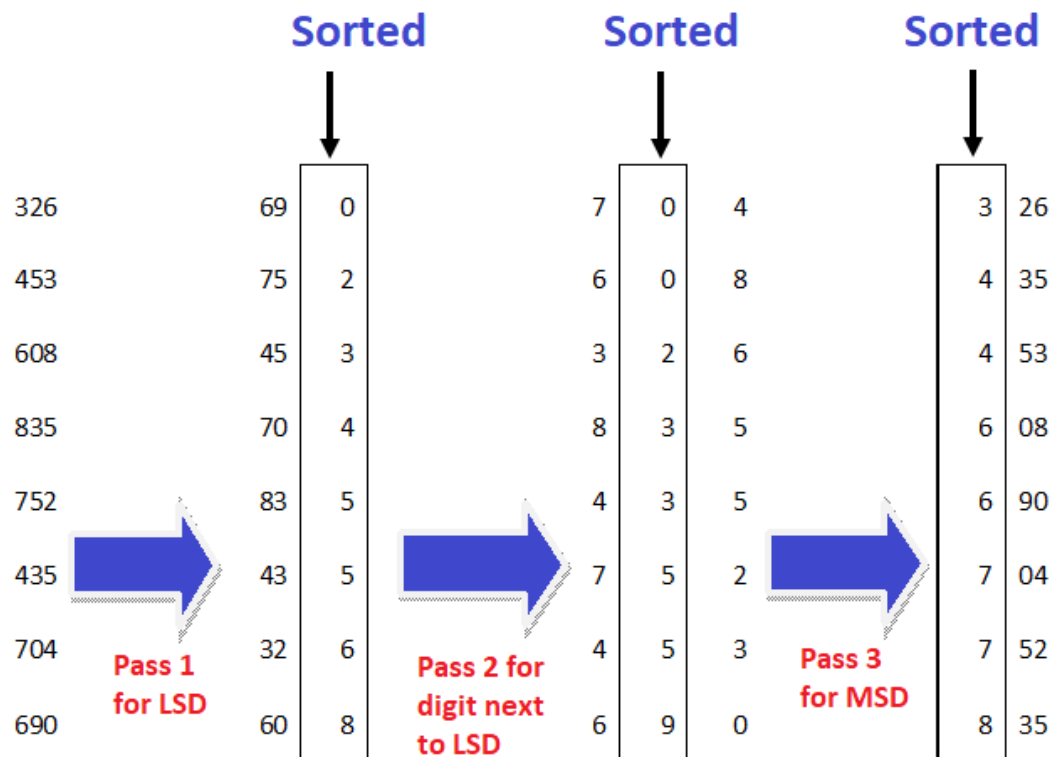 Sorted Sorted Sorted
326 69 0 7 0 4 3 26
453 75 2 6 0 8 4 35
608 45 3 3 2 6 4 53
835 70 4 8 3 5 6 08
752 83 5 4 3 5 6 90
435 43 5 7 5 2 7 04
704 32 6 4 5 3 7 52
690 60 8 6 9 0 8 35
Pass 1
for LSD
Pass 2 for
digit next
to LSD
Pass 3
for MSD